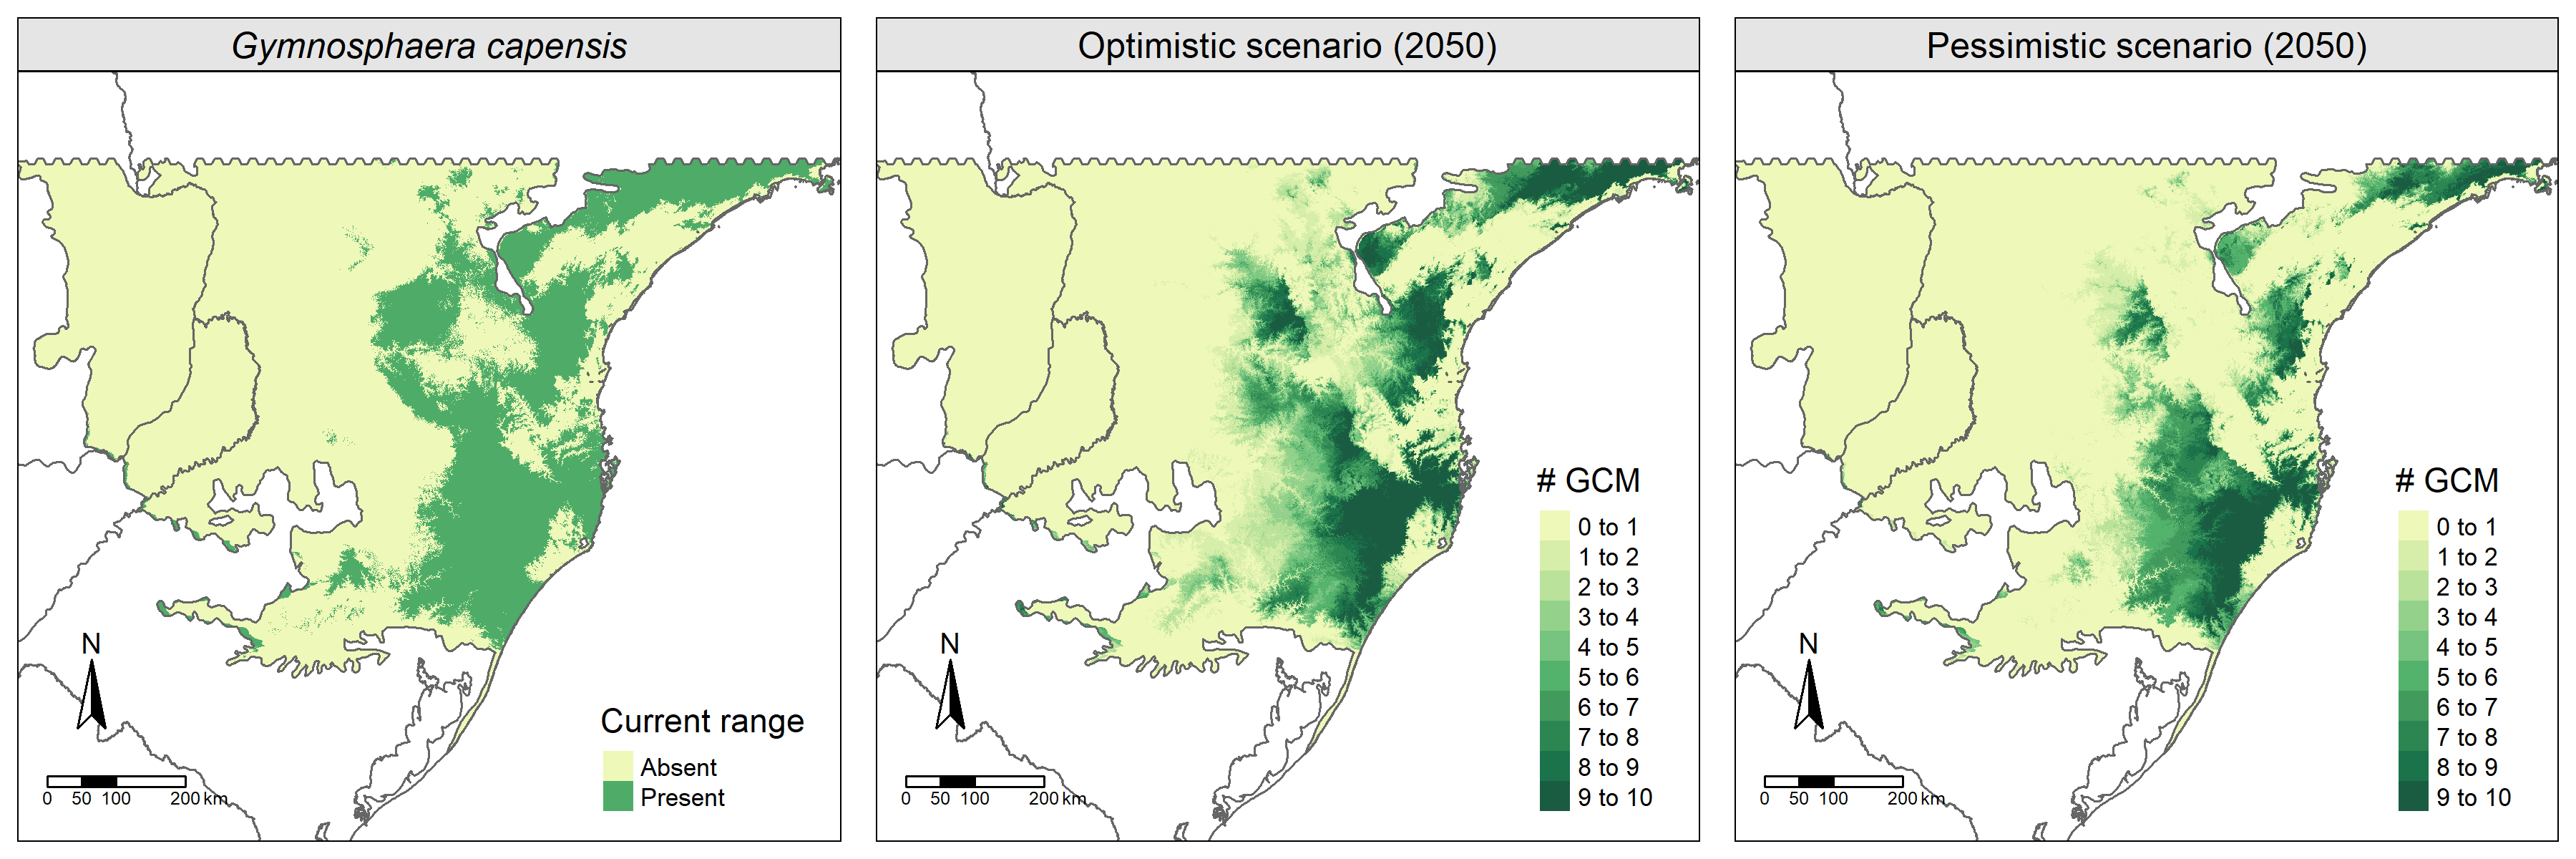 Gymnosphaera capensis
N
Current range
Absent
Present
0 50 100 200 km
Optimistic scenario (2050)
# GCM
0 to 1
1 to 2
2 to 3
3 to 4
4 to 5
5 to 6
6 to 7
7 to 8
8 to 9
9 to 10
N
0 50 100 200 km
Pessimistic scenario (2050)
# GCM
0 to 1
1 to 2
2 to 3
3 to 4
4 to 5
5 to 6
6 to 7
7 to 8
8 to 9
9 to 10
N
0 50 100 200 km